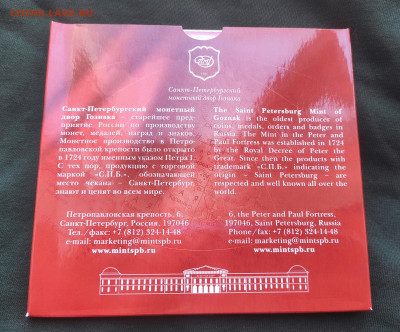 Санкт-Петербургский
монетный двор Гознака
Санкт-Петербургский монетный
двор Гознака – старейшее пред-
приятие России по производству
монет, медалей, наград и знаков.
Монетное производство в Петро-
павловской крепости было открыто
в 1724 году именным указом Петра I
С тех пор, продукция с торговой
маркой «С.П.Б.», обозначающей
место чекана – Санкт-Петербург,
знают и ценят во всем мире.
The Saint Petersburg Mint of
Goznak is the oldest producer of
coins, medals, orders and badges in
Russia. The Mint in the Peter and
Paul Fortress was established in 1724
by the Royal Decree of Peter the
Great. Since then the products with
trademark «С.П.Б.», indicating the
origin – Saint Petersburg – are
respected and well known all over the
world.
Петропавловская крепость, 6,
Санкт-Петербург, Россия, 197046
Тел./факс: +7 (812) 324-14-48
e-mail: marketing@mintspb.ru
www.mintspb.ru
6, the Peter and Paul Fortress,
197046, Saint Petersburg, Russia
Phone/fax: +7 (812) 324-14-48
e-mail: marketing@mintspb.ru
www.mintspb.ru